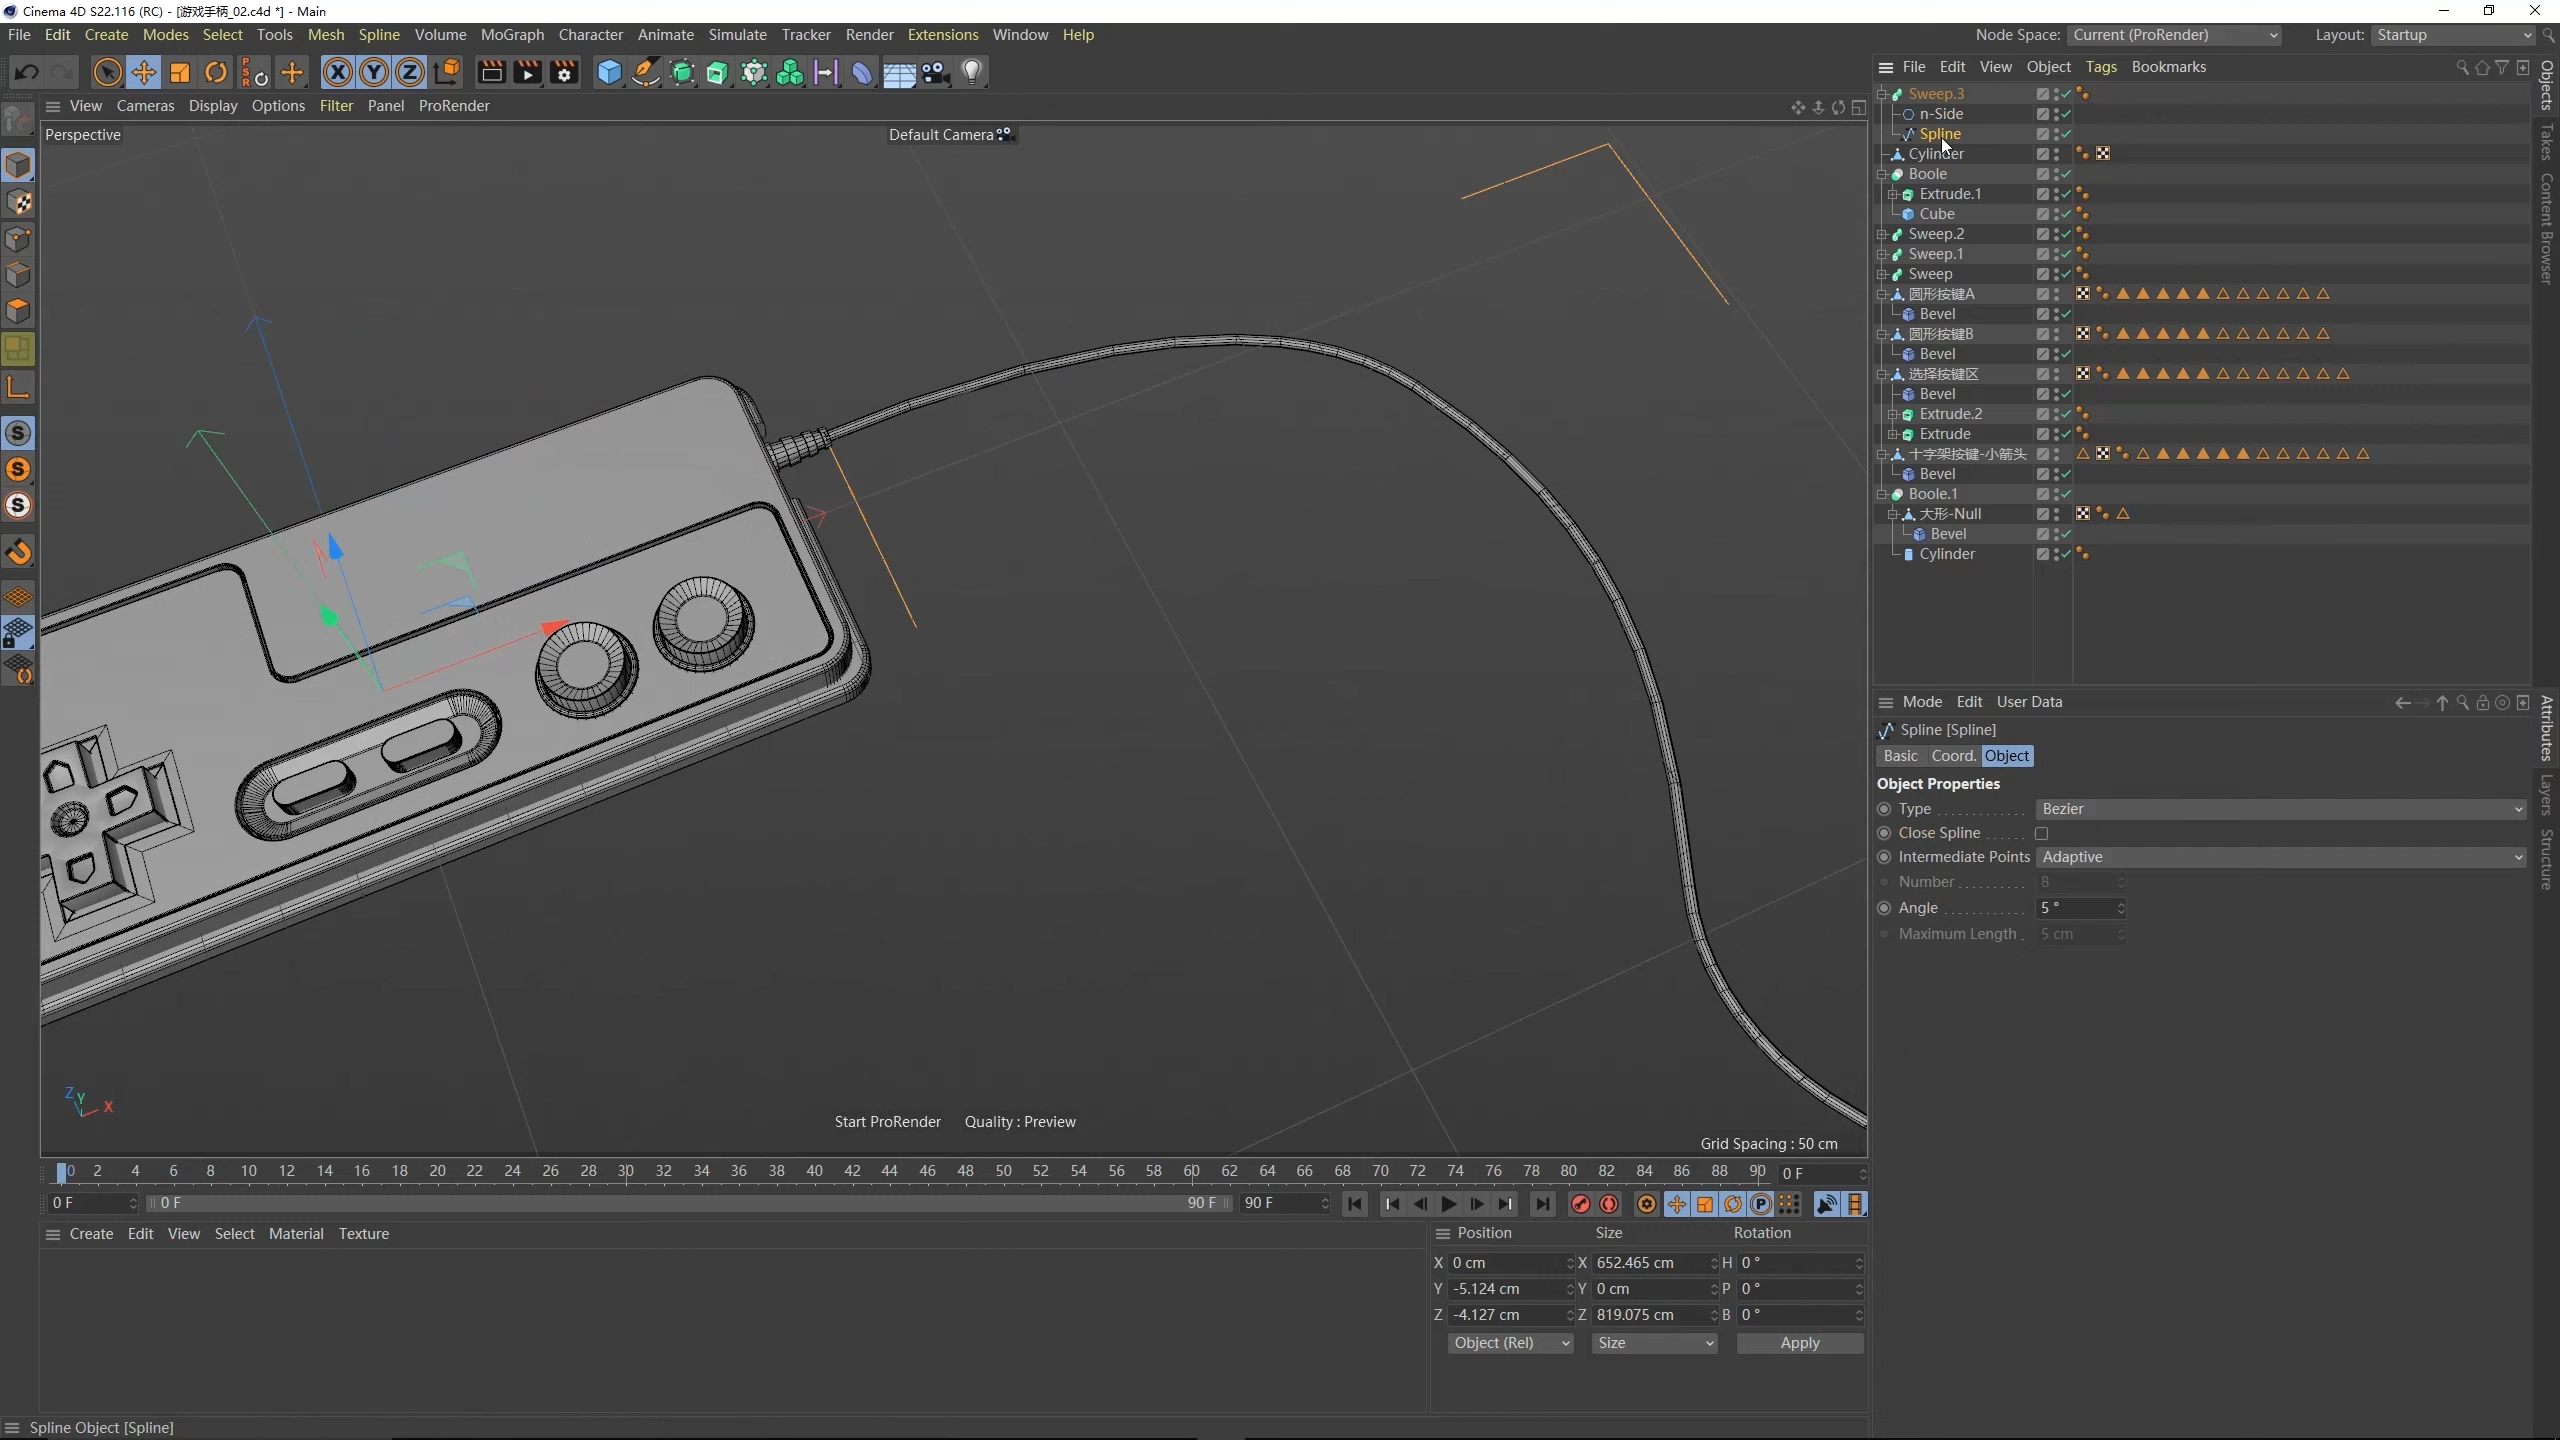 Cinema 4D S22.116 (RC) - [游戏手柄_02.c4d *] - Main
File Edit Create Modes Select Tools Mesh Spline Volume MoGraph Character Animate Simulate Tracker Render Extensions Window Help Node Space: Current (ProRender) Layout: Startup
File Edit View Object Tags Bookmarks
View Cameras Display Options Filter Panel ProRender
Perspective Default Camera
Sweep.3
n-Side
Spline
Cylinder
Boole
Extrude.1
Cube
Sweep.2
Sweep.1
Sweep
圆形按键A
Bevel
圆形按键B
Bevel
选择按键区
Bevel
Extrude.2
Extrude
十字架按键-小箭头
Bevel
Boole.1
大形-Null
Bevel
Cylinder
Objects
Takes
Content Browser
Mode Edit User Data
Spline [Spline]
Basic Coord. Object
Object Properties
Type Bezier
Close Spline
Intermediate Points Adaptive
Number 8
Angle 5 °
Maximum Length 5 cm
Attributes
Layers
Structure
Z Y X
Start ProRender Quality : Preview
Grid Spacing : 50 cm
0 2 4 6 8 10 12 14 16 18 20 22 24 26 28 30 32 34 36 38 40 42 44 46 48 50 52 54 56 58 60 62 64 66 68 70 72 74 76 78 80 82 84 86 88 90 0 F
0 F 0 F 90 F 90 F
Create Edit View Select Material Texture
Position Size Rotation
X 0 cm X 652.465 cm H 0 °
Y -5.124 cm Y 0 cm P 0 °
Z -4.127 cm Z 819.075 cm B 0 °
Object (Rel) Size Apply
Spline Object [Spline]